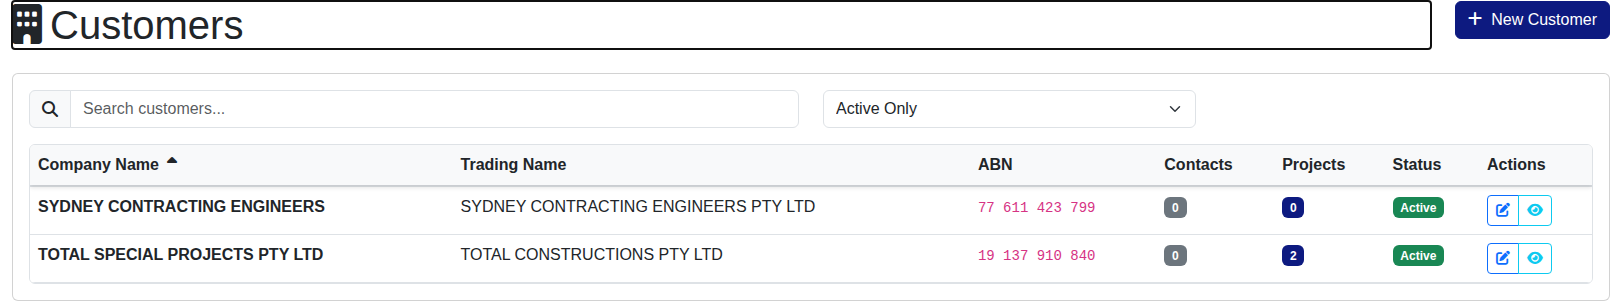 Customers
+ New Customer
Search customers...
Active Only
Company Name Trading Name ABN Contacts Projects Status Actions
SYDNEY CONTRACTING ENGINEERS SYDNEY CONTRACTING ENGINEERS PTY LTD 77 611 423 799 0 0 Active
TOTAL SPECIAL PROJECTS PTY LTD TOTAL CONSTRUCTIONS PTY LTD 19 137 910 840 0 2 Active